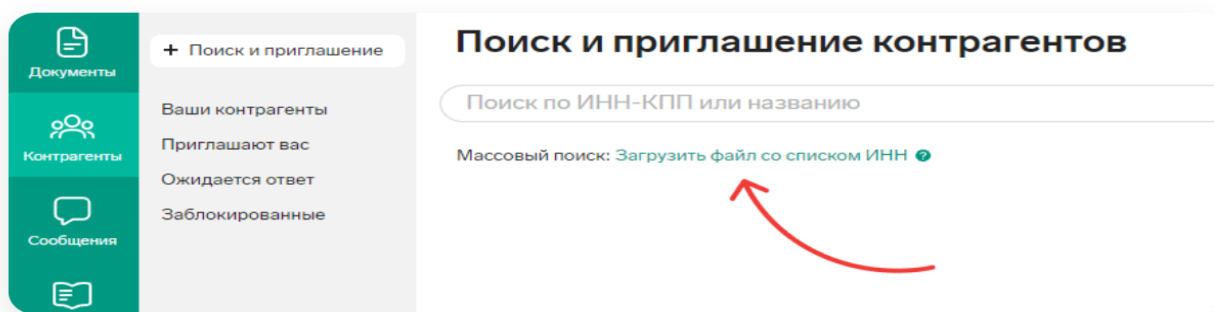 Документы
Контрагенты
Сообщения
+ Поиск и приглашение
Ваши контрагенты
Приглашают вас
Ожидается ответ
Заблокированные
Поиск и приглашение контрагентов
Поиск по ИНН-КПП или названию
Массовый поиск: Загрузить файл со списком ИНН ?